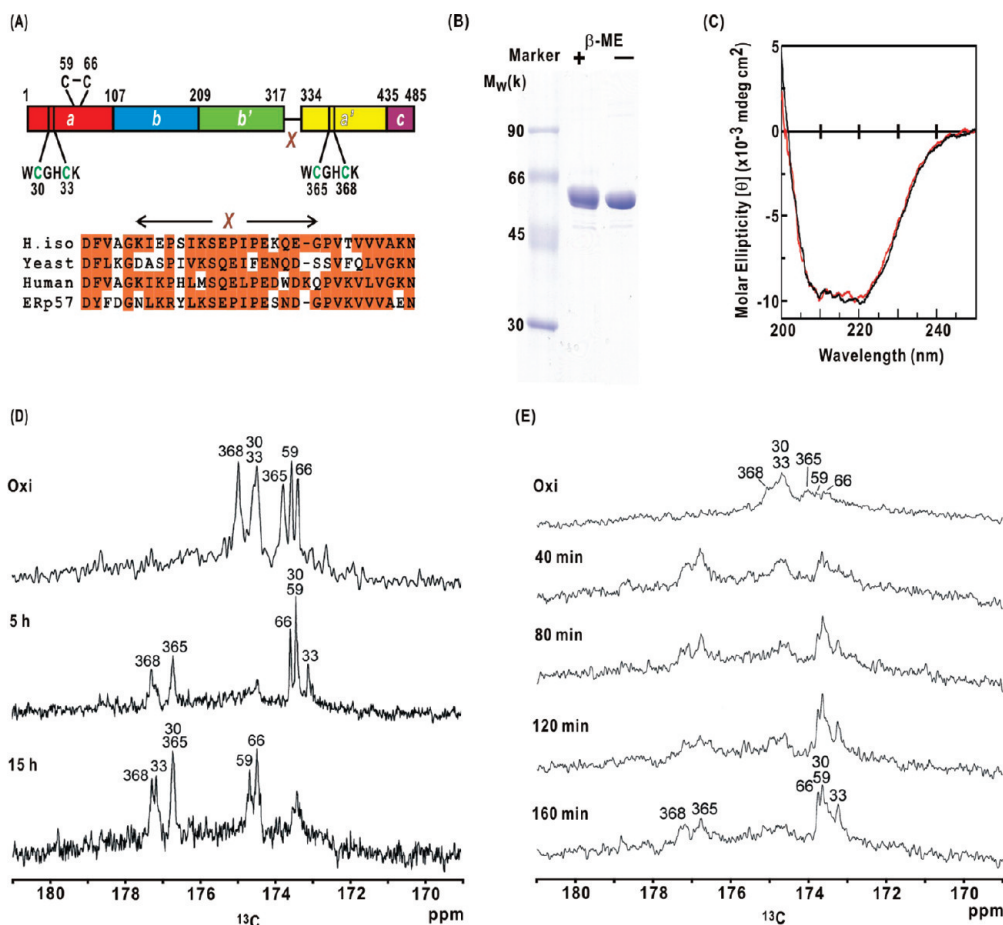 (A)
59 66
C-C
1 107 209 317 334 435 485
a b b' a' c
χ
WCGHCK WCGHCK
30 33 365 368
χ
H.iso DFVAGKIEPSIKSEPIPEKQE-GPVTVVVAKN
Yeast DFLKGDASPIVKSQEIFENQD-SSVFQLVGKN
Human DFVAGKIKPHLMSQELPEDWDKQPVKVLVGKN
ERp57 DYFDGNLKRYLKSEPIPESND-GPVKVVVAEN
(B)
β-ME
Marker + —
Mw(k)
90
66
45
30
(C)
Molar Ellipticity [θ] (x10-3 mdeg cm2)
5
0
-5
-10
200 220 240
Wavelength (nm)
(D)
30
368 33 365 59 66
Oxi
30
59
5 h
66
368 365 33
30
15 h
368 33 365 59 66
180 178 176 174 172 170
13C ppm
(E)
30
368 33 365 59 66
Oxi
40 min
80 min
120 min
30
160 min
368 365 66 59 33
180 178 176 174 172 170
13C ppm